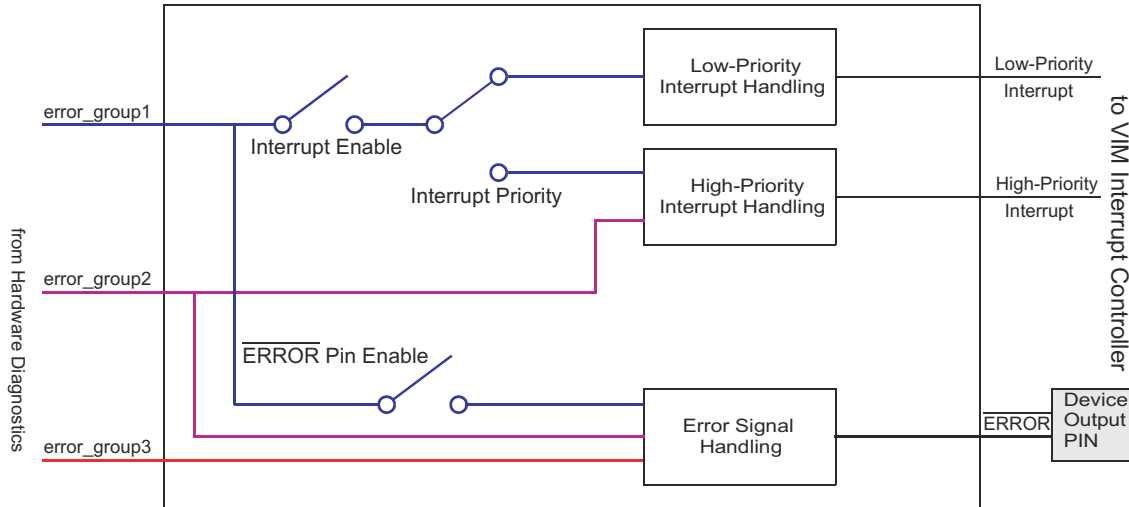 Low-Priority
Interrupt Handling
Low-Priority
Interrupt
error_group1
Interrupt Enable
Interrupt Priority
High-Priority
Interrupt Handling
High-Priority
Interrupt
to VIM Interrupt Controller
from Hardware Diagnostics
error_group2
ERROR Pin Enable
error_group3
Error Signal
Handling
ERROR
Device
Output
PIN